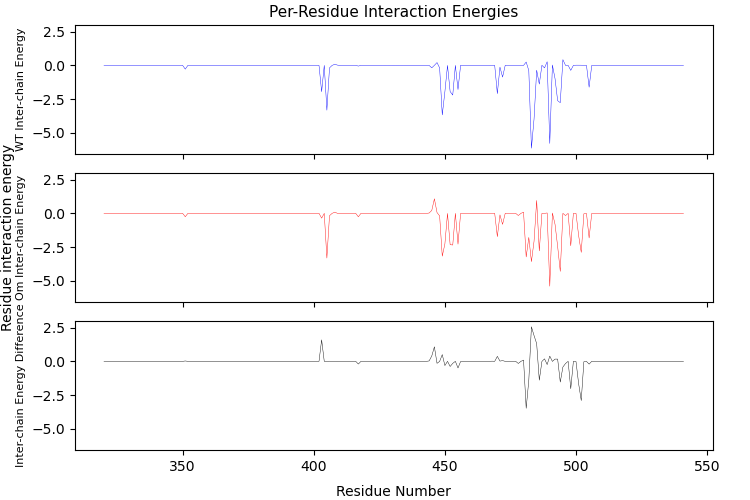 Per-Residue Interaction Energies
Residue interaction energy
WT Inter-chain Energy
2.5
0.0
−2.5
−5.0
Om Inter-chain Energy
2.5
0.0
−2.5
−5.0
Inter-chain Energy Difference
2.5
0.0
−2.5
−5.0
350
400
450
500
550
Residue Number